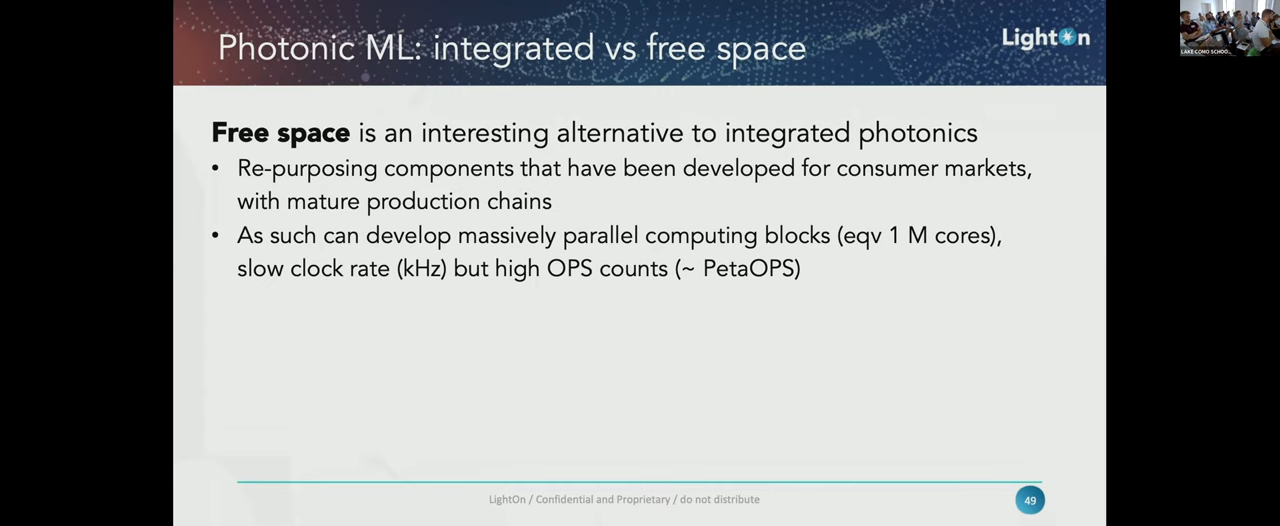 Photonic ML: integrated vs free space
LightOn
LAKE COMO SCHOO...
Free space is an interesting alternative to integrated photonics
• Re-purposing components that have been developed for consumer markets,
with mature production chains
• As such can develop massively parallel computing blocks (eqv 1 M cores),
slow clock rate (kHz) but high OPS counts (~ PetaOPS)
LightOn / Confidential and Proprietary / do not distribute
49